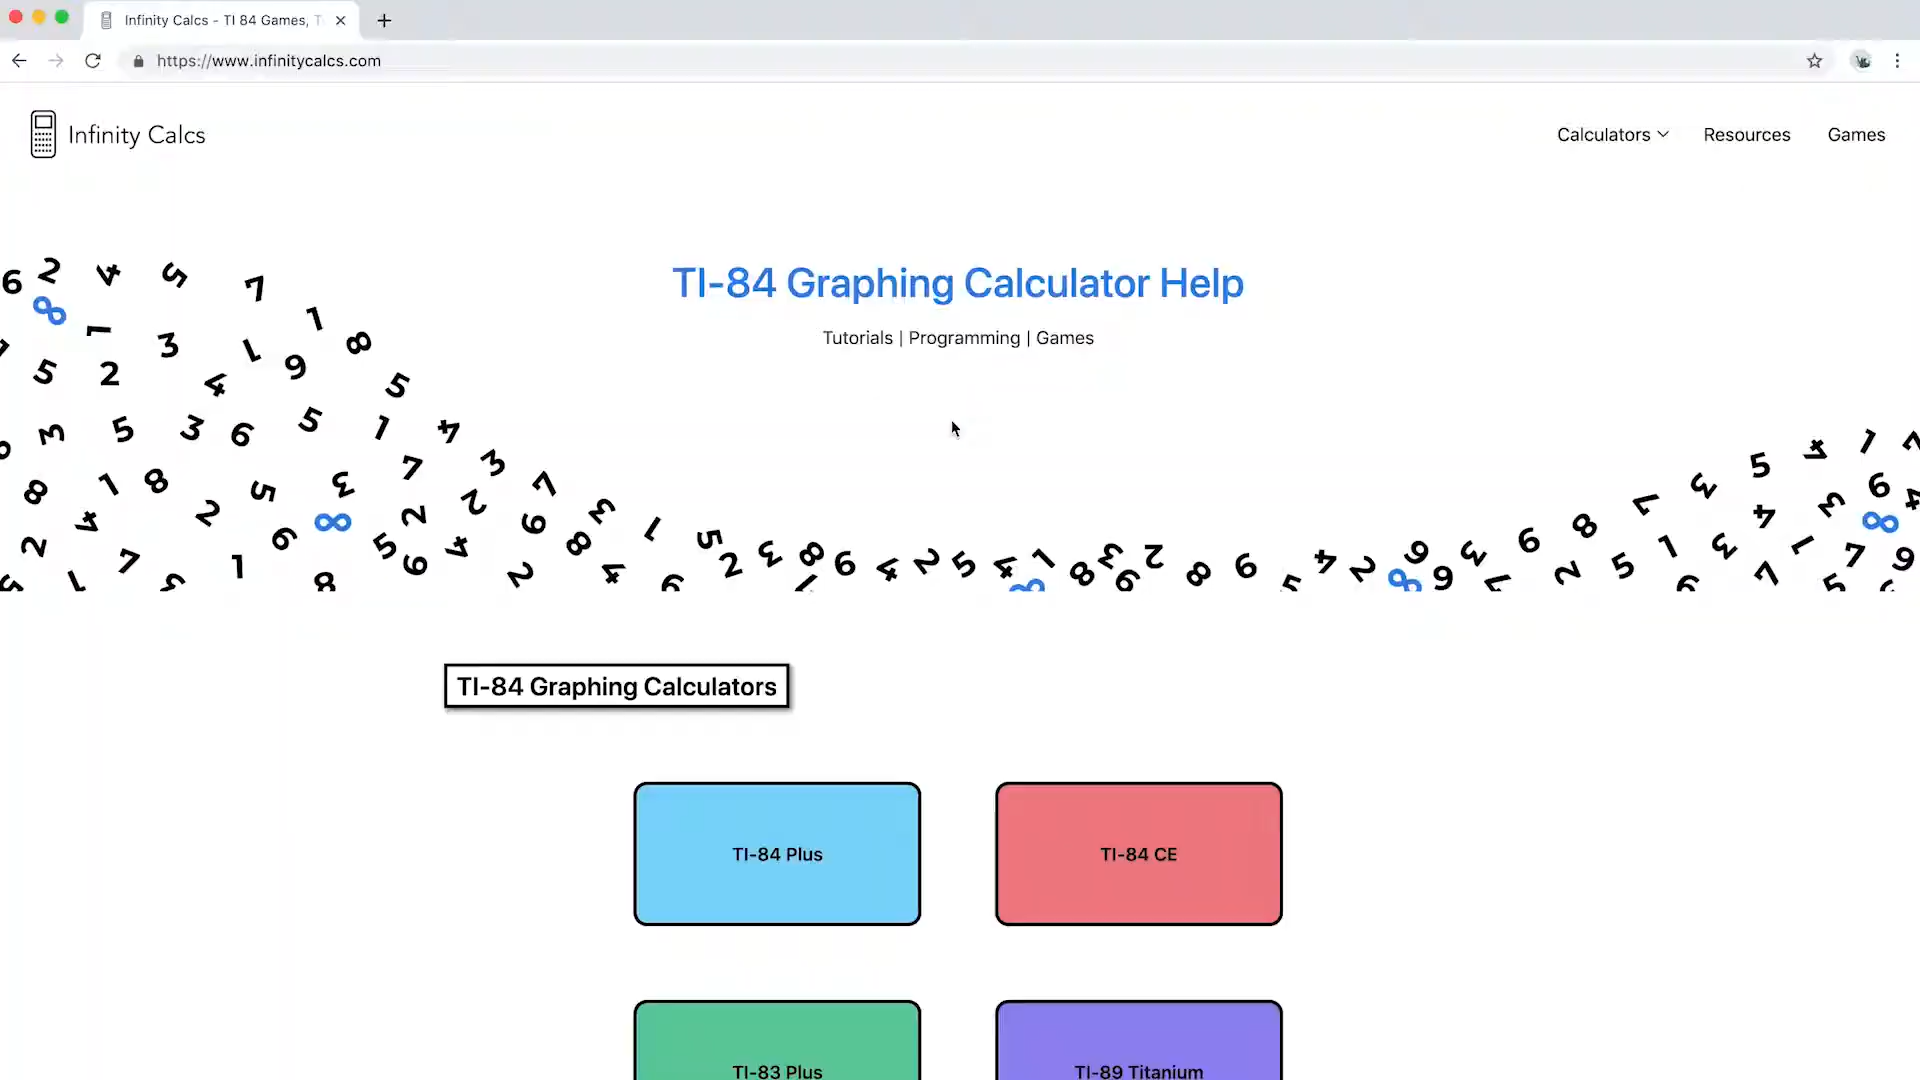 Infinity Calcs - TI 84 Games, T
https://www.infinitycalcs.com
Infinity Calcs
Calculators
Resources
Games
TI-84 Graphing Calculator Help
Tutorials | Programming | Games
TI-84 Graphing Calculators
TI-84 Plus
TI-84 CE
TI-83 Plus
TI-89 Titanium